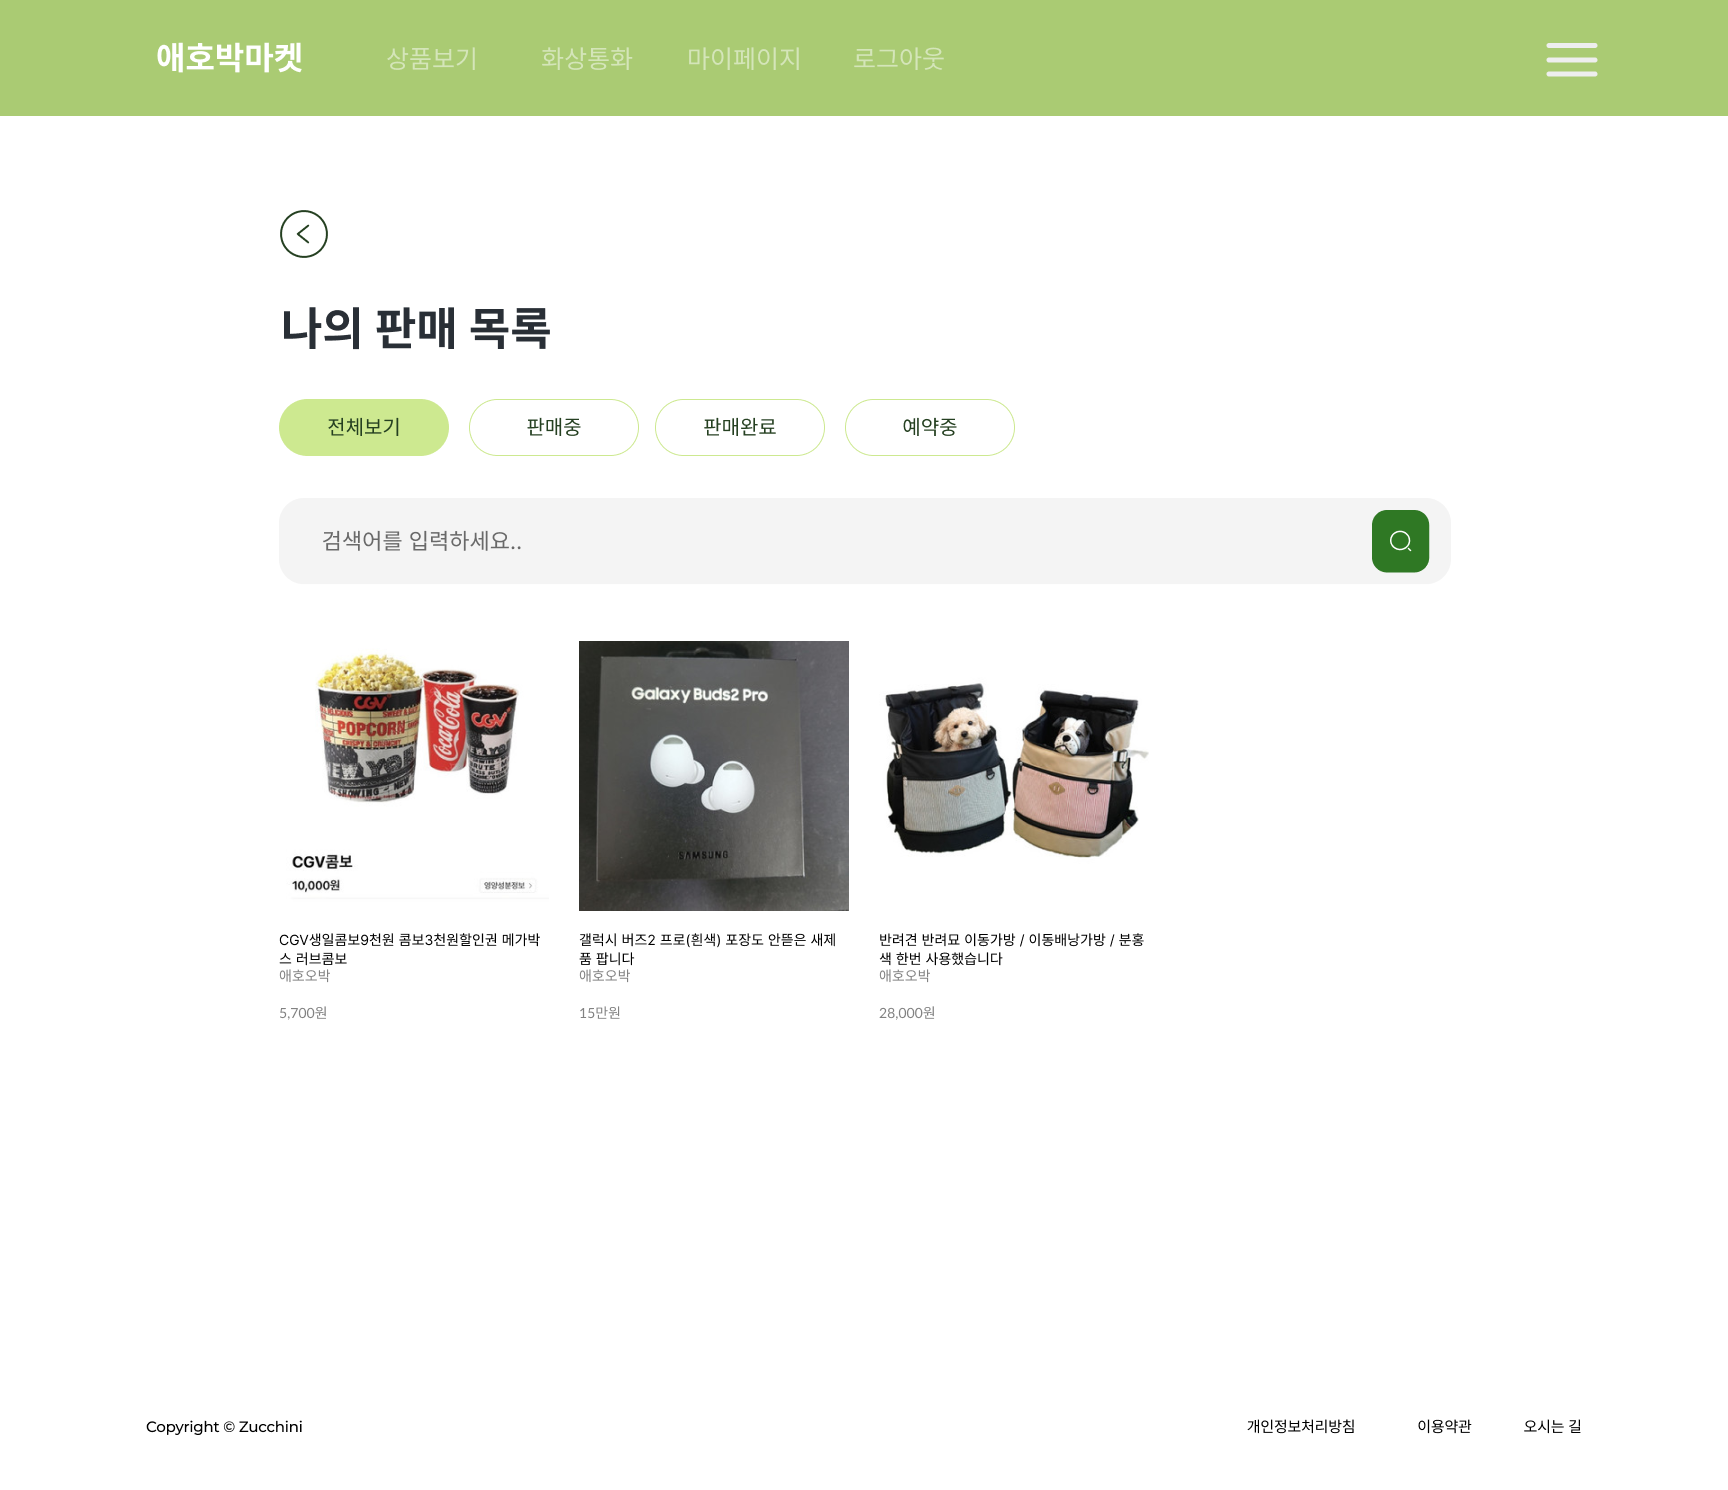 애호박마켓
상품보기
화상통화
마이페이지
로그아웃
나의 판매 목록
전체보기
판매중
판매완료
예약중
검색어를 입력하세요..
CGV
POPCORN
CRISPY & CRUNCHY
NEW YORK
Coca-Cola
CGV
CGV콤보
10,000원
영양성분정보 >
Galaxy Buds2 Pro
SAMSUNG
CGV생일콤보9천원 콤보3천원할인권 메가박
스 러브콤보
애호오박
5,700원
갤럭시 버즈2 프로(흰색) 포장도 안뜯은 새제
품 팝니다
애호오박
15만원
반려견 반려묘 이동가방 / 이동배낭가방 / 분홍
색 한번 사용했습니다
애호오박
28,000원
Copyright © Zucchini
개인정보처리방침
이용약관
오시는 길